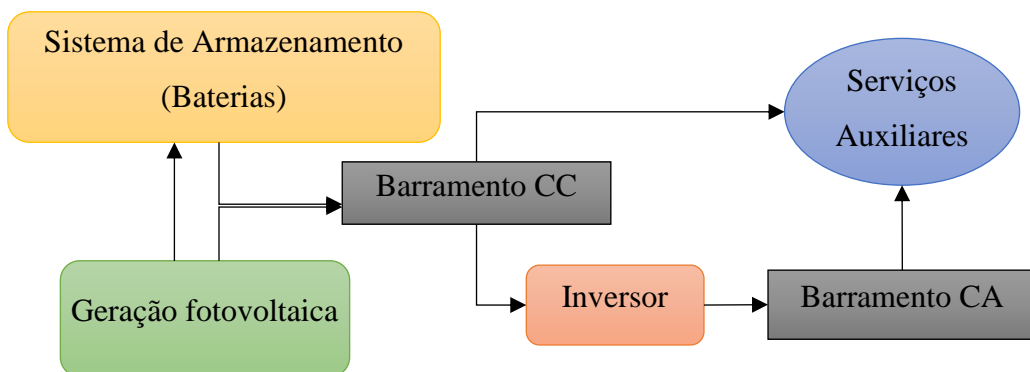 Sistema de Armazenamento
(Baterias)
Serviços
Auxiliares
Barramento CC
Geração fotovoltaica
Inversor
Barramento CA